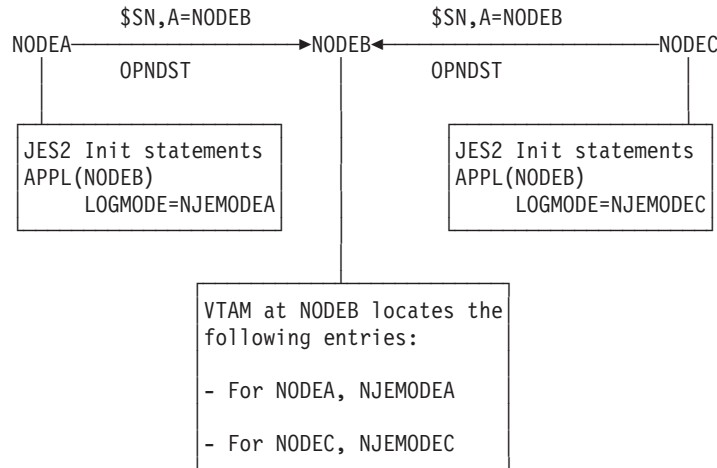 $SN,A=NODEB $SN,A=NODEB
NODEA NODEB NODEC
OPNDST OPNDST
JES2 Init statements
APPL(NODEB)
LOGMODE=NJEMODEA
JES2 Init statements
APPL(NODEB)
LOGMODE=NJEMODEC
VTAM at NODEB locates the
following entries:
- For NODEA, NJEMODEA
- For NODEC, NJEMODEC